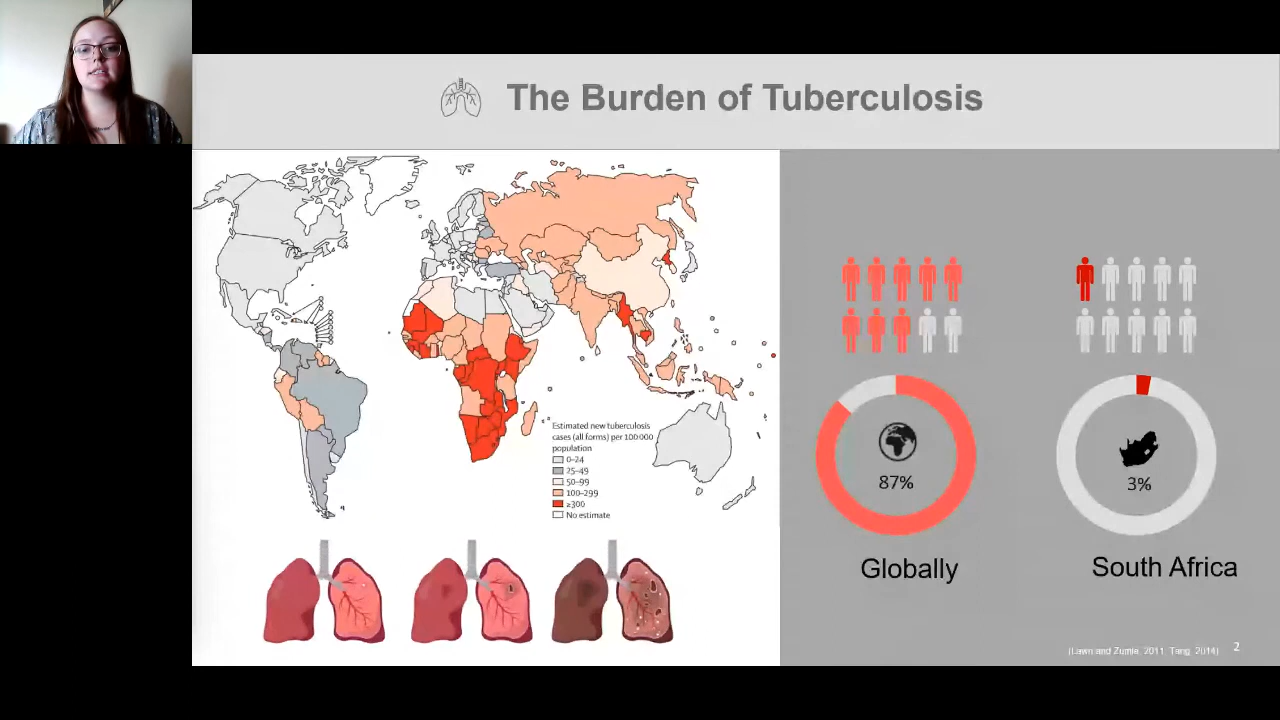 The Burden of Tuberculosis
Estimated new tuberculosis
cases (all forms) per 100 000
population
0–24
25–49
50–99
100–299
≥300
No estimate
87%
Globally
3%
South Africa
(Lawn and Zumla, 2011, Tang, 2014)
2